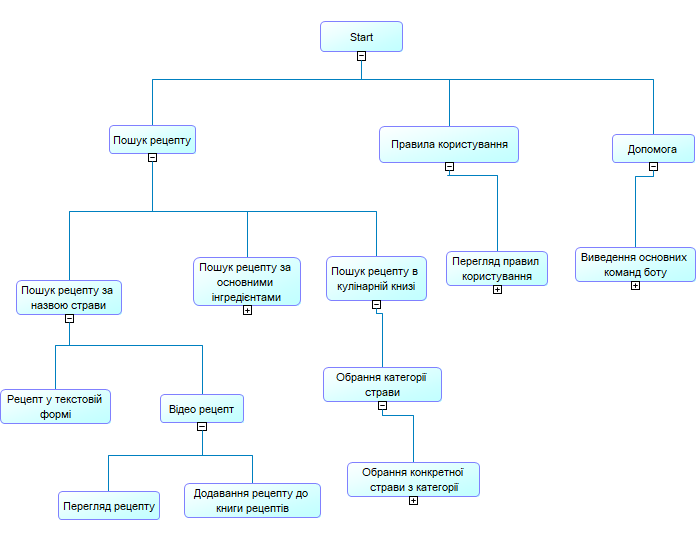 Start
Пошук рецепту
Правила користування
Допомога
Пошук рецепту за
назвою страви
Пошук рецепту за
основними
інгредієнтами
Пошук рецепту в
кулінарній книзі
Перегляд правил
користування
Виведення основних
команд боту
Рецепт у текстовій
формі
Відео рецепт
Обрання категорії
страви
Перегляд рецепту
Додавання рецепту до
книги рецептів
Обрання конкретної
страви з категорії